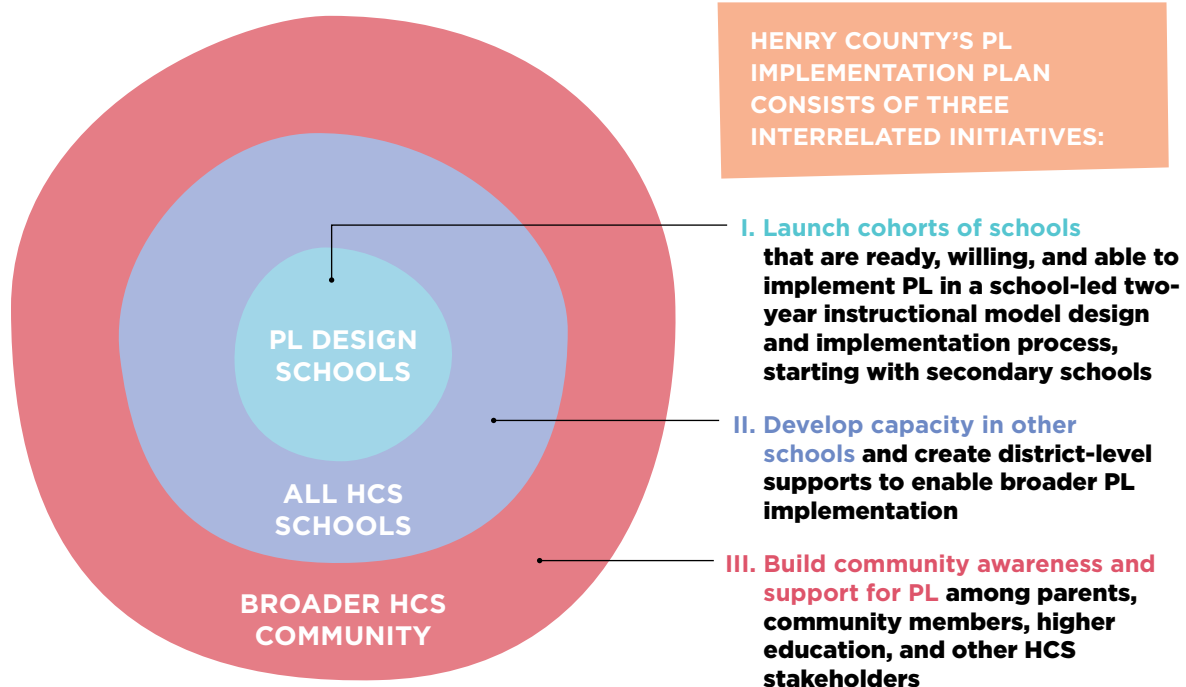 HENRY COUNTY’S PL
IMPLEMENTATION PLAN
CONSISTS OF THREE
INTERRELATED INITIATIVES:
PL DESIGN
SCHOOLS
ALL HCS
SCHOOLS
BROADER HCS
COMMUNITY
I. Launch cohorts of schools
that are ready, willing, and able to
implement PL in a school-led two-
year instructional model design
and implementation process,
starting with secondary schools
II. Develop capacity in other
schools and create district-level
supports to enable broader PL
implementation
III. Build community awareness and
support for PL among parents,
community members, higher
education, and other HCS
stakeholders